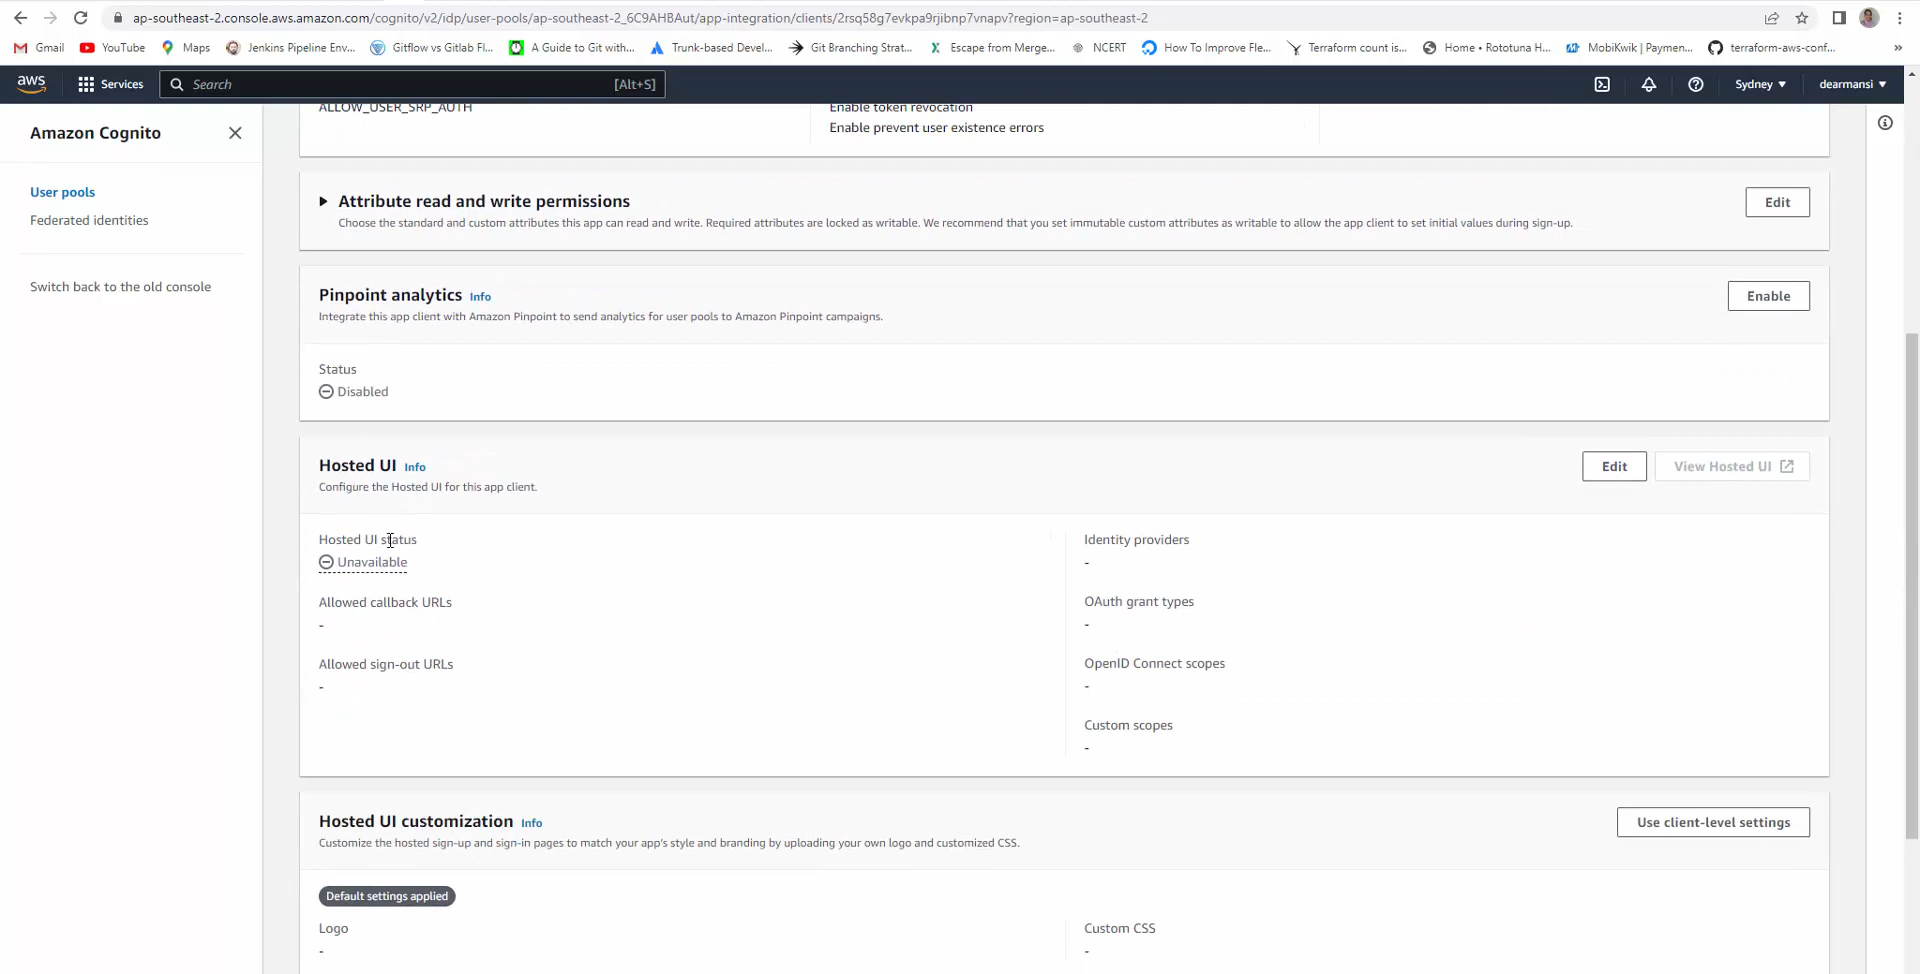 ap-southeast-2.console.aws.amazon.com/cognito/v2/idp/user-pools/ap-southeast-2_6C9AHBAut/app-integration/clients/2rsq58g7evkpa9rjibnp7vnapv?region=ap-southeast-2
Gmail YouTube Maps Jenkins Pipeline Env... Gitflow vs Gitlab Fl... A Guide to Git with... Trunk-based Devel... Git Branching Strat... Escape from Merge... NCERT How To Improve Fle... Terraform count is... Home • Rototuna H... MobiKwik | Paymen... terraform-aws-conf... »
aws Services Search [Alt+S] Sydney dearmansi
Amazon Cognito
User pools
Federated identities
Switch back to the old console
ALLOW_USER_SRP_AUTH
Enable token revocation
Enable prevent user existence errors
Attribute read and write permissions
Edit
Choose the standard and custom attributes this app can read and write. Required attributes are locked as writable. We recommend that you set immutable custom attributes as writable to allow the app client to set initial values during sign-up.
Pinpoint analytics Info
Enable
Integrate this app client with Amazon Pinpoint to send analytics for user pools to Amazon Pinpoint campaigns.
Status
Disabled
Hosted UI Info
Edit View Hosted UI
Configure the Hosted UI for this app client.
Hosted UI status
Unavailable
Allowed callback URLs
-
Allowed sign-out URLs
-
Identity providers
-
OAuth grant types
-
OpenID Connect scopes
-
Custom scopes
-
Hosted UI customization Info
Use client-level settings
Customize the hosted sign-up and sign-in pages to match your app's style and branding by uploading your own logo and customized CSS.
Default settings applied
Logo
-
Custom CSS
-